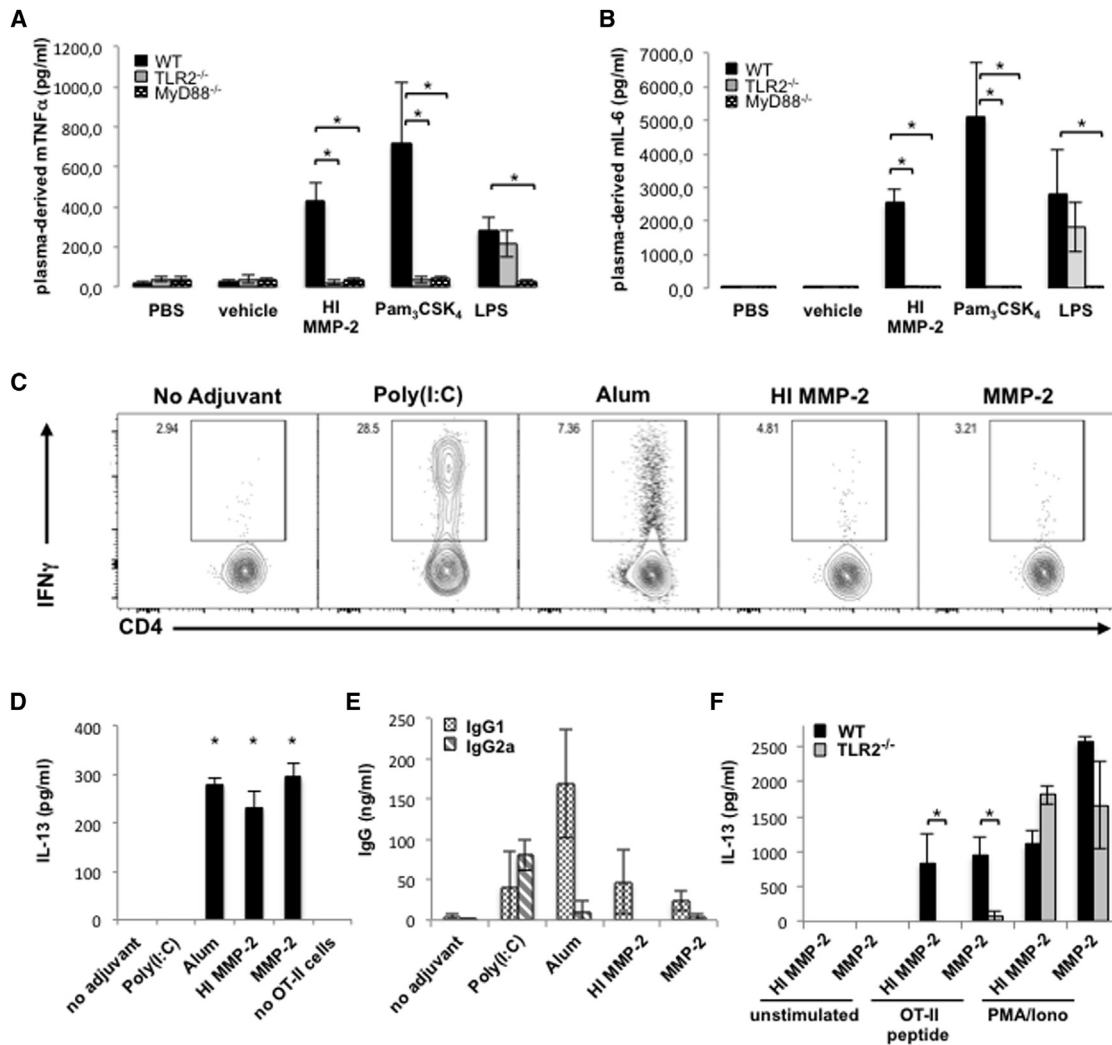 A
plasma-derived mTNFα (pg/ml)
1200,0
1000,0
800,0
600,0
400,0
200,0
0,0
WT
TLR2-/-
MyD88-/-
* * * * *
PBS vehicle HI MMP-2 Pam3CSK4 LPS
B
plasma-derived mIL-6 (pg/ml)
7000,0
6000,0
5000,0
4000,0
3000,0
2000,0
1000,0
0,0
WT
TLR2-/-
MyD88-/-
* * * * *
PBS vehicle HI MMP-2 Pam3CSK4 LPS
C
No Adjuvant Poly(I:C) Alum HI MMP-2 MMP-2
2.94 28.5 7.36 4.81 3.21
IFNγ
CD4
D
IL-13 (pg/ml)
400
300
200
100
0
* * *
no adjuvant Poly(I:C) Alum HI MMP-2 MMP-2 no OT-II cells
E
IgG (ng/ml)
250
200
150
100
50
0
IgG1
IgG2a
no adjuvant Poly(I:C) Alum HI MMP-2 MMP-2
F
IL-13 (pg/ml)
2500
2000
1500
1000
500
0
WT
TLR2-/-
* *
HI MMP-2 MMP-2 HI MMP-2 MMP-2 HI MMP-2 MMP-2
unstimulated OT-II peptide PMA/Iono